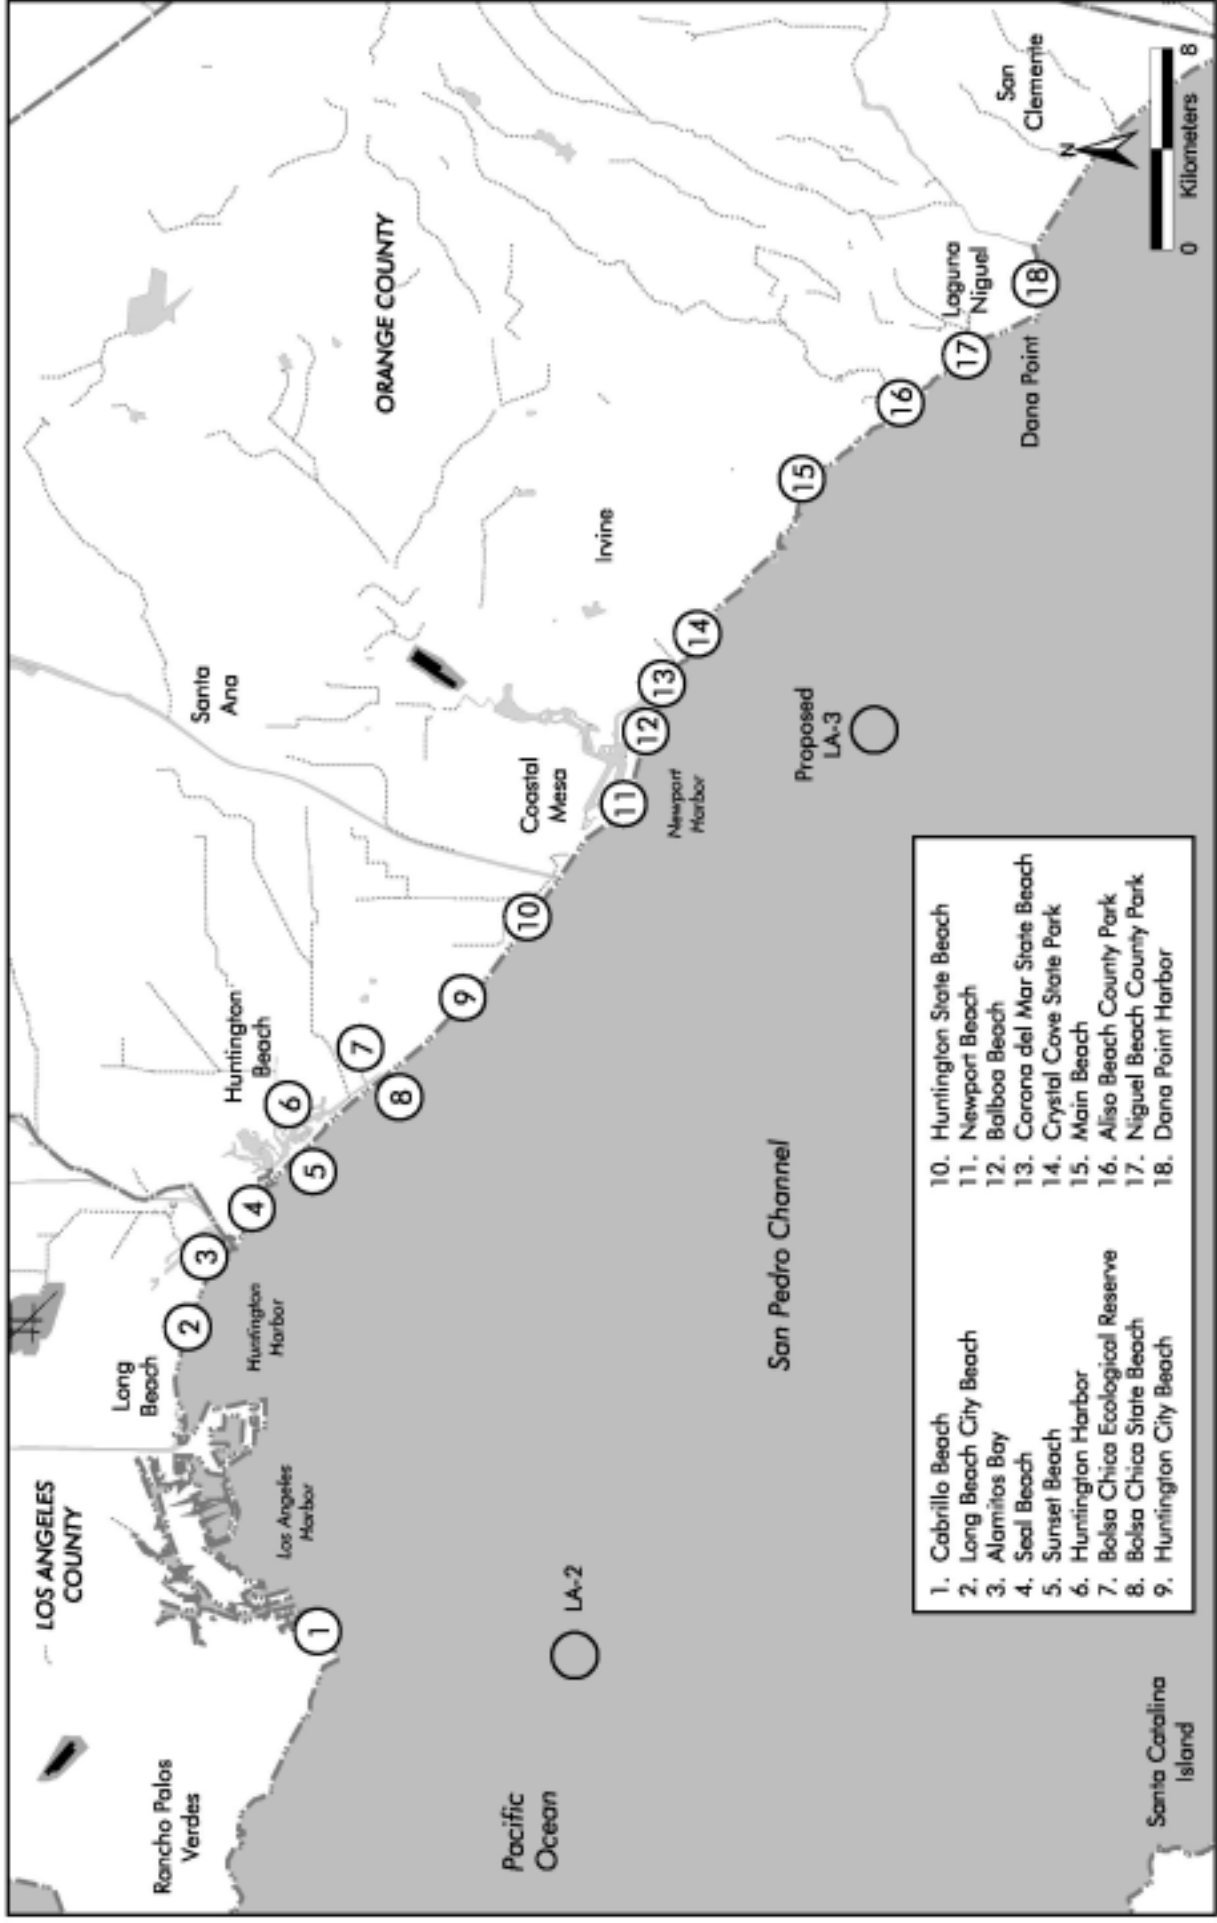 LOS ANGELES
COUNTY
Rancho Palos
Verdes
Long
Beach
Los Angeles
Harbor
Huntington
Harbor
Huntington
Beach
Santa
Ana
ORANGE COUNTY
Coastal
Mesa
Irvine
Newport
Harbor
Laguna
Niguel
San
Clemente
Dana Point
Pacific
Ocean
LA-2
San Pedro Channel
Proposed
LA-3
Santa Catalina
Island
1
2
3
4
5
6
7
8
9
10
11
12
13
14
15
16
17
18
1. Cabrillo Beach
2. Long Beach City Beach
3. Alamitos Bay
4. Seal Beach
5. Sunset Beach
6. Huntington Harbor
7. Bolsa Chica Ecological Reserve
8. Bolsa Chica State Beach
9. Huntington City Beach
10. Huntington State Beach
11. Newport Beach
12. Balboa Beach
13. Corona del Mar State Beach
14. Crystal Cove State Park
15. Main Beach
16. Aliso Beach County Park
17. Niguel Beach County Park
18. Dana Point Harbor
N
0 8
Kilometers